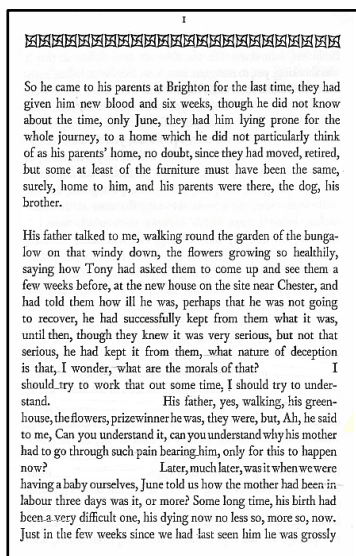 I
So he came to his parents at Brighton for the last time, they had
given him new blood and six weeks, though he did not know
about the time, only June, they had him lying prone for the
whole journey, to a home which he did not particularly think
of as his parents' home, no doubt, since they had moved, retired,
but some at least of the furniture must have been the same,
surely, home to him, and his parents were there, the dog, his
brother.
His father talked to me, walking round the garden of the bunga-
low on that windy down, the flowers growing so healthily,
saying how Tony had asked them to come up and see them a
few weeks before, at the new house on the site near Chester, and
had told them how ill he was, perhaps that he was not going
to recover, he had successfully kept from them what it was,
until then, though they knew it was very serious, but not that
serious, he had kept it from them, what nature of deception
is that, I wonder, what are the morals of that? I
should try to work that out some time, I should try to under-
stand. His father, yes, walking, his green-
house, the flowers, prizewinner he was, they were, but, Ah, he said
to me, Can you understand it, can you understand why his mother
had to go through such pain bearing him, only for this to happen
now? Later, much later, was it when we were
having a baby ourselves, June told us how the mother had been in
labour three days was it, or more? Some long time, his birth had
been a very difficult one, his dying now no less so, more so, now.
Just in the few weeks since we had last seen him he was grossly